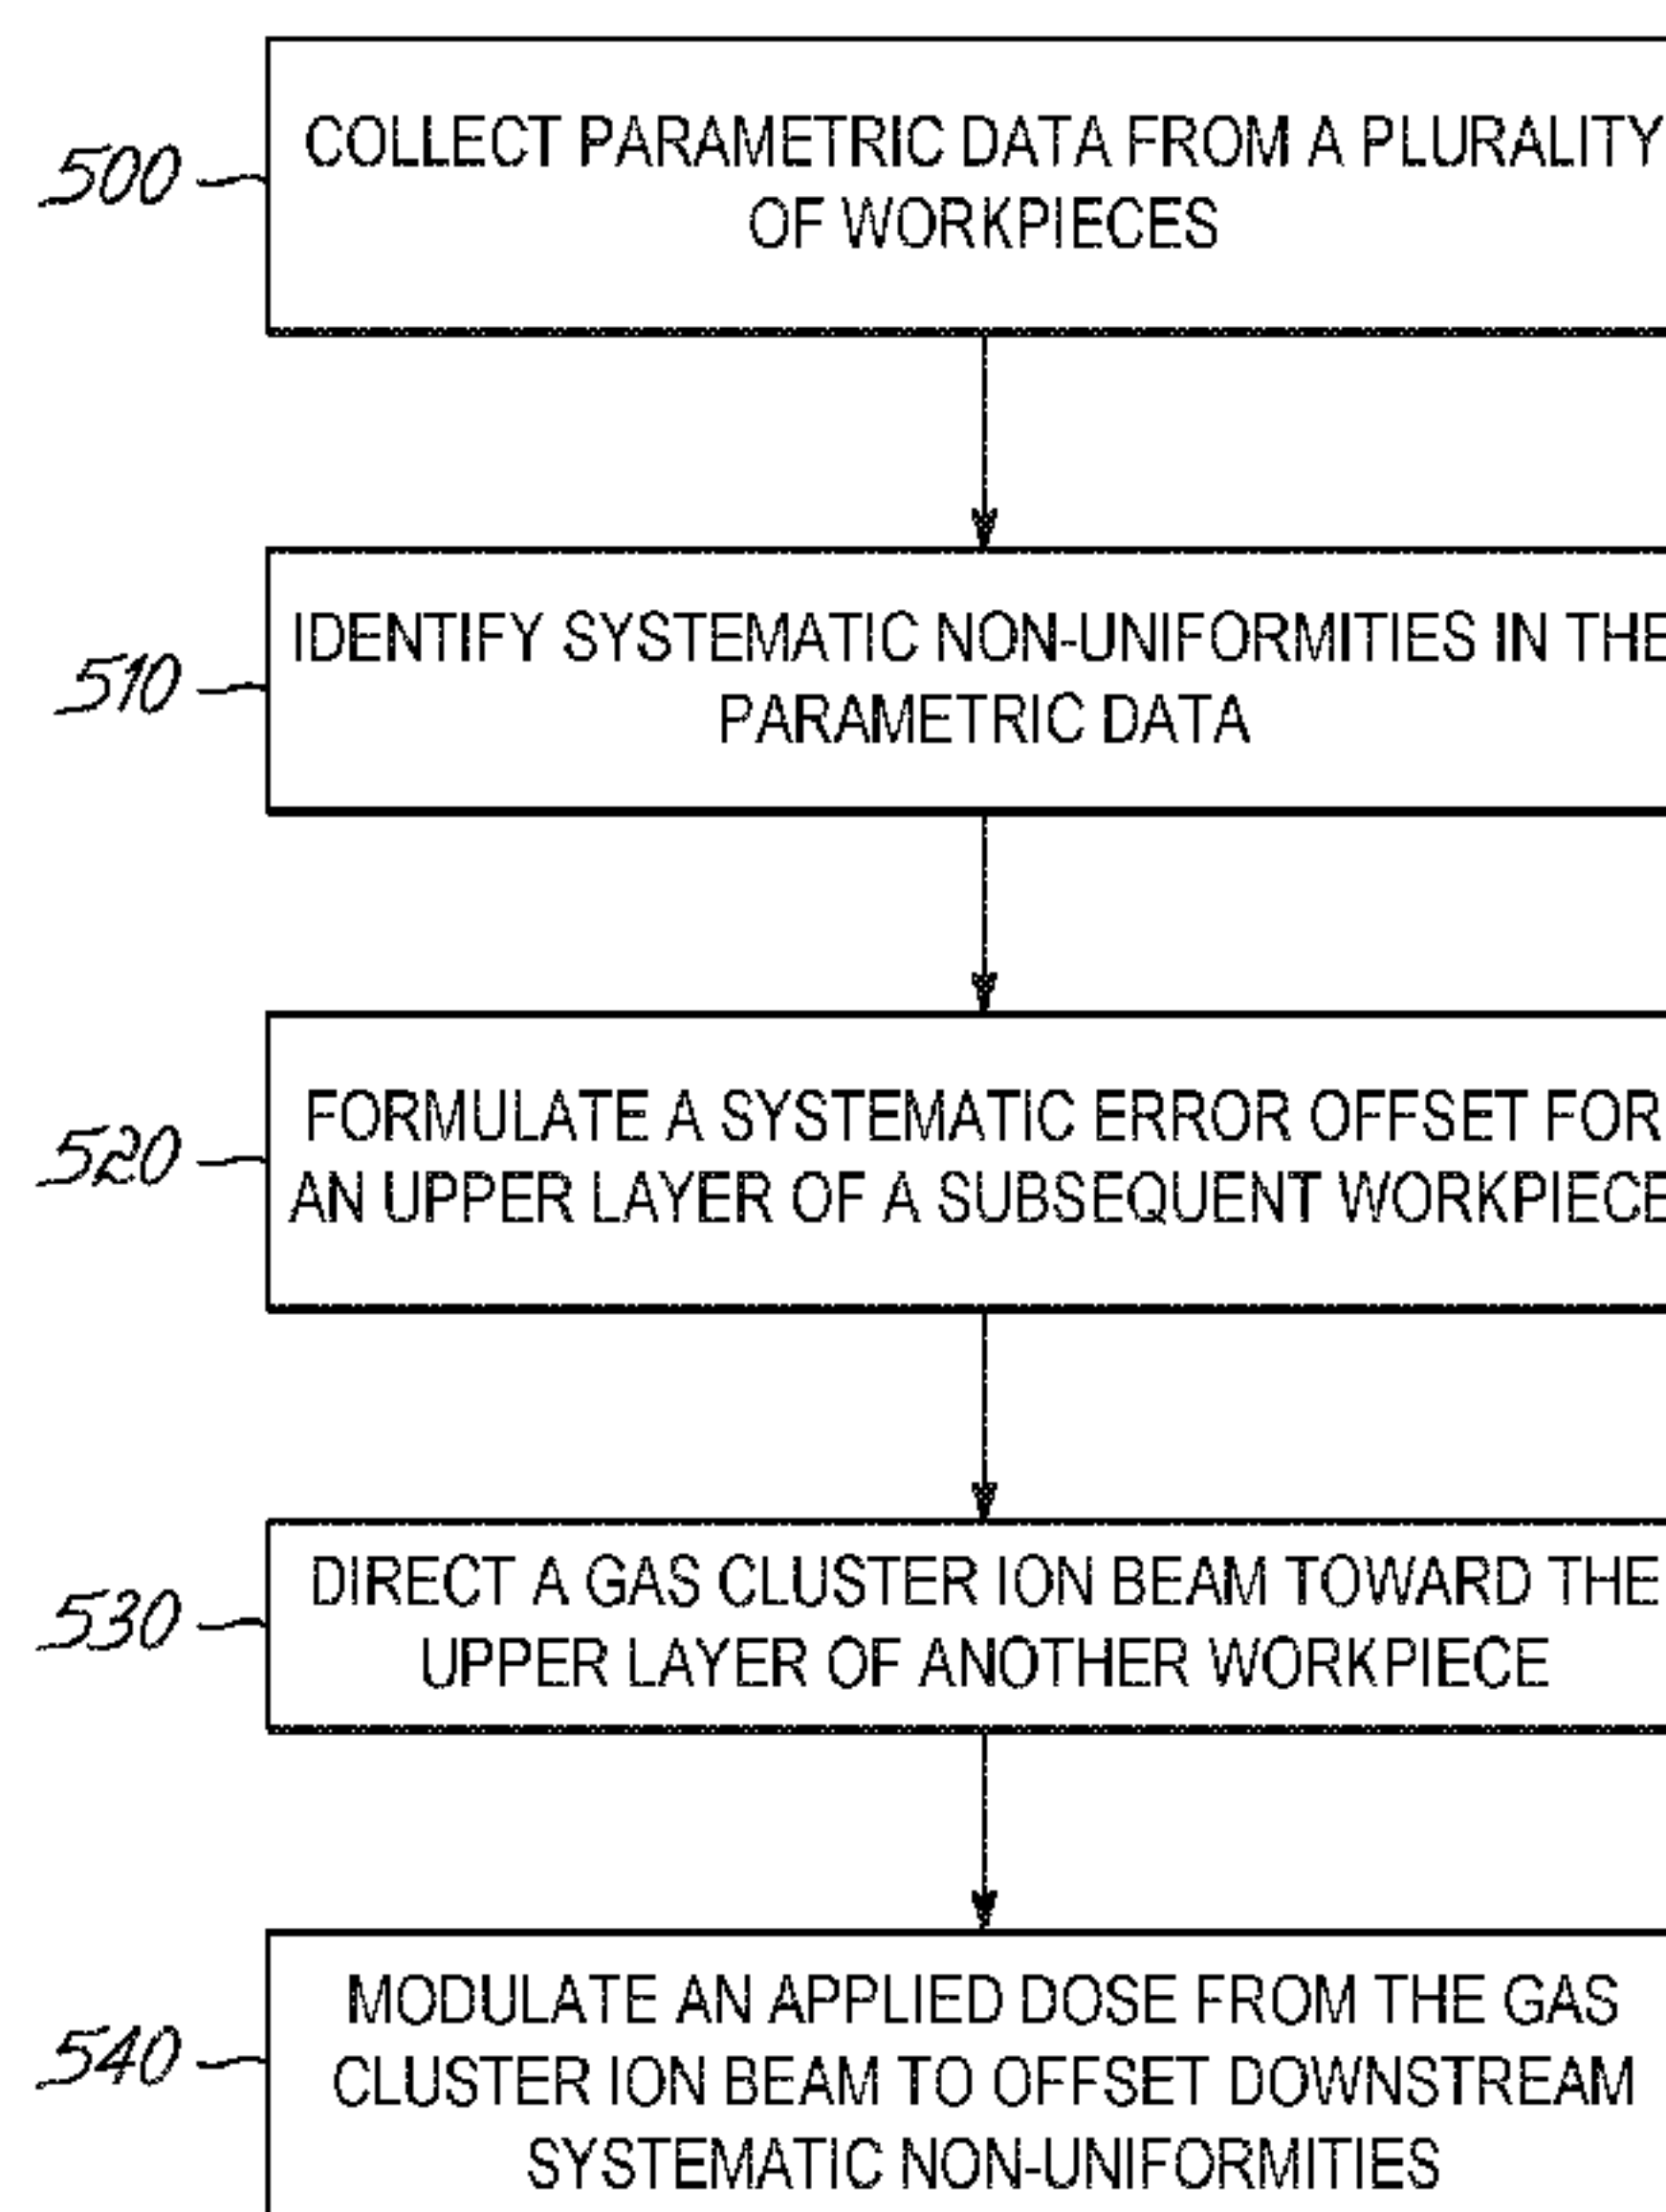 500
COLLECT PARAMETRIC DATA FROM A PLURALITY
OF WORKPIECES
510
IDENTIFY SYSTEMATIC NON-UNIFORMITIES IN THE
PARAMETRIC DATA
520
FORMULATE A SYSTEMATIC ERROR OFFSET FOR
AN UPPER LAYER OF A SUBSEQUENT WORKPIECE
530
DIRECT A GAS CLUSTER ION BEAM TOWARD THE
UPPER LAYER OF ANOTHER WORKPIECE
540
MODULATE AN APPLIED DOSE FROM THE GAS
CLUSTER ION BEAM TO OFFSET DOWNSTREAM
SYSTEMATIC NON-UNIFORMITIES